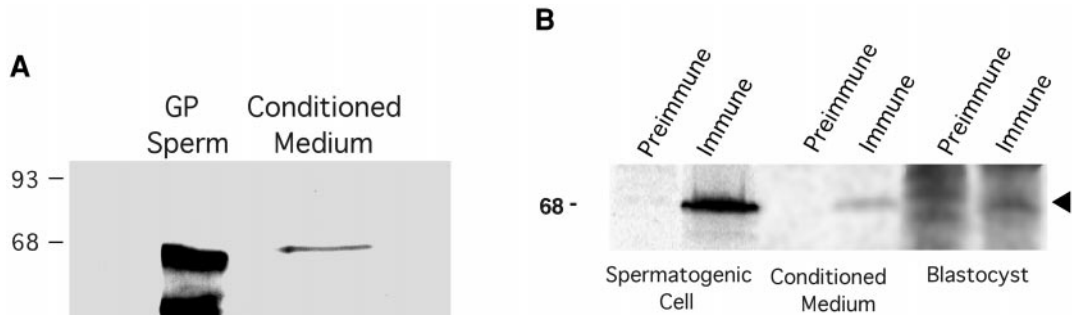 A
GP Sperm
Conditioned Medium
93 –
68 –
B
Preimmune
Immune
Preimmune
Immune
Preimmune
Immune
68 -
Spermatogenic Cell
Conditioned Medium
Blastocyst